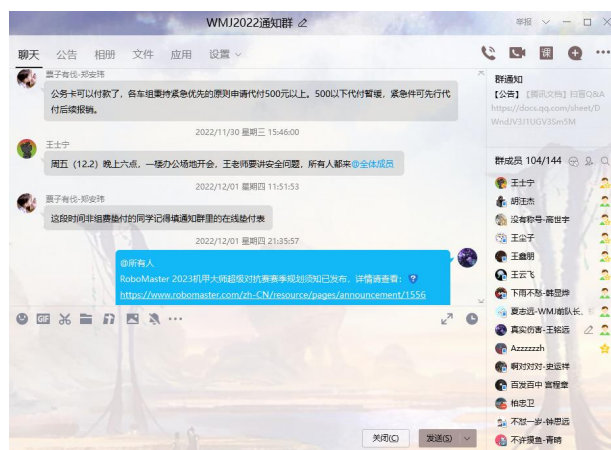 WMJ2022通知群
举报
聊天 公告 相册 文件 应用 设置
票子有伐-郑安玮
公务卡可以付款了，各车组秉持紧急优先的原则申请代付500元以上。500以下代付暂缓，紧急件可先行代
付后续报销。
2022/11/30 星期三 15:46:00
王士宁
周五（12.2）晚上六点，一楼办公场地开会，王老师要讲安全问题，所有人都来@全体成员
2022/12/01 星期四 11:51:53
票子有伐-郑安玮
这段时间非组费垫付的同学记得填通知群里的在线垫付表
2022/12/01 星期四 21:35:57
@所有人
RoboMaster 2023机甲大师超级对抗赛赛季规划须知已发布，详情请查看：
https://www.robomaster.com/zh-CN/resource/pages/announcement/1556
GIF
关闭(C) 发送(S)
课
群通知
【公告】【腾讯文档】扫盲Q&A
https://docs.qq.com/sheet/D
WndJV3J1UGV3Sm5M
群成员 104/144
王士宁
胡汪杰
没有称号-高世宇
王尘子
王鑫朋
王云飞
下雨不愁-韩显烨
夏志远-WMJ前队长、
真实伤害-王铭远
Azzzzzzh
啊对对对-史运祥
百发百中 宫程章
柏忠卫
不怼一岁-钟思远
不许摸鱼-青晴